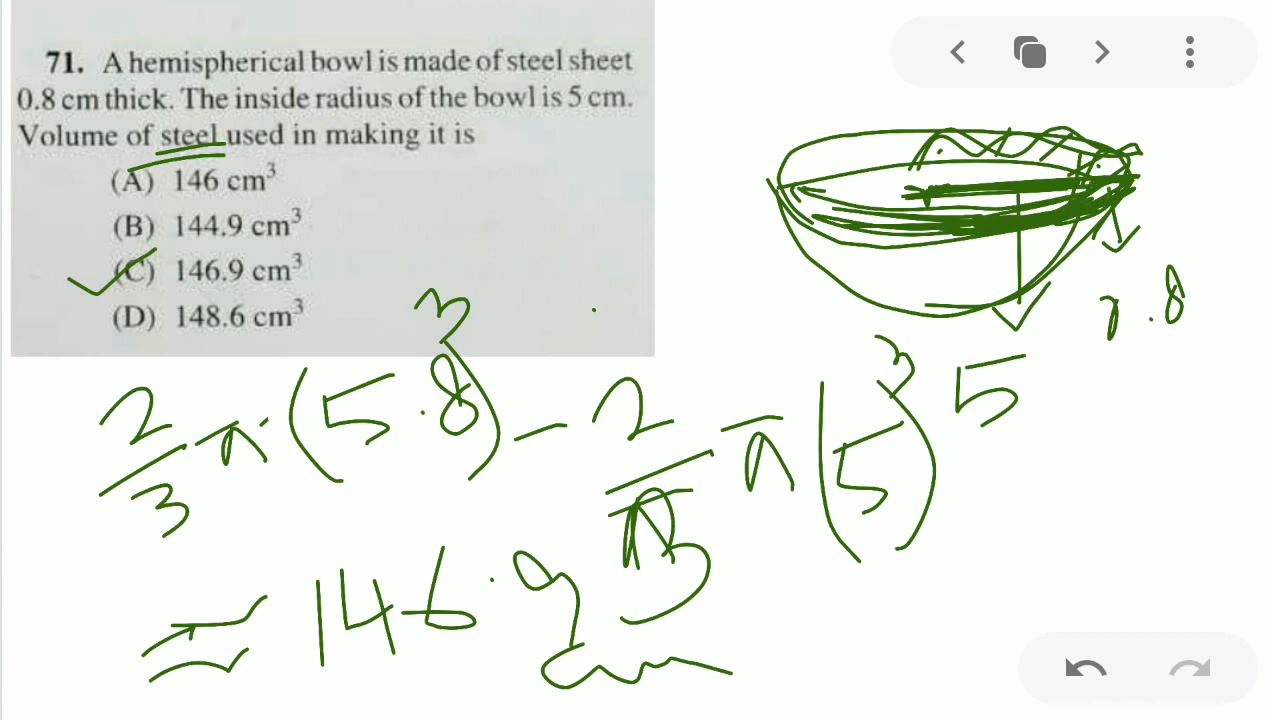 71. A hemispherical bowl is made of steel sheet
0.8 cm thick. The inside radius of the bowl is 5 cm.
Volume of steel used in making it is
(A) 146 cm³
(B) 144.9 cm³
(C) 146.9 cm³
(D) 148.6 cm³
.8
5
2/3 π (5.8)³ - 2/3 π (5)³
= 146.9 cm